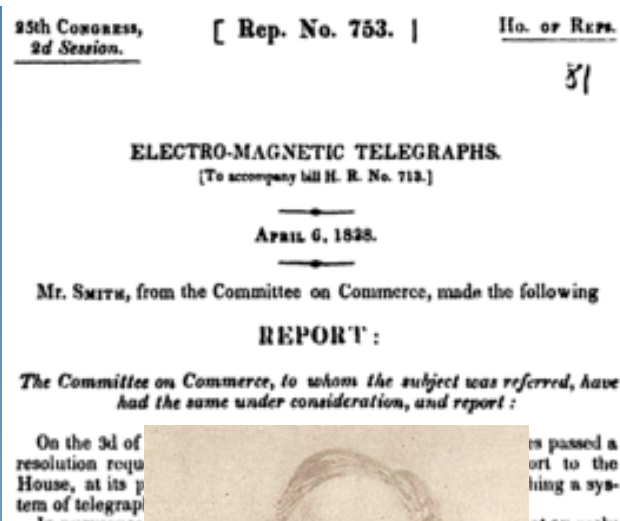 25th Congress, [ Rep. No. 753. ] Ho. of Reps.
2d Session.
51
ELECTRO-MAGNETIC TELEGRAPHS.
[To accompany bill H. R. No. 713.]
April 6, 1838.
Mr. Smith, from the Committee on Commerce, made the following
REPORT:
The Committee on Commerce, to whom the subject was referred, have
had the same under consideration, and report:
On the 3d of es passed a
resolution requ ort to the
House, at its p hing a sys-
tem of telegrap